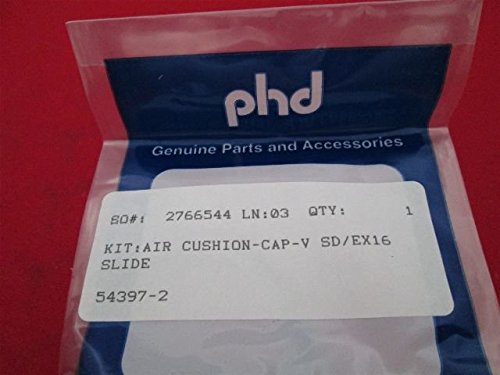 phd
Genuine Parts and Accessories
SO#: 2766544 LN:03 QTY: 1
KIT:AIR CUSHION-CAP-V SD/EX16
SLIDE
54397-2